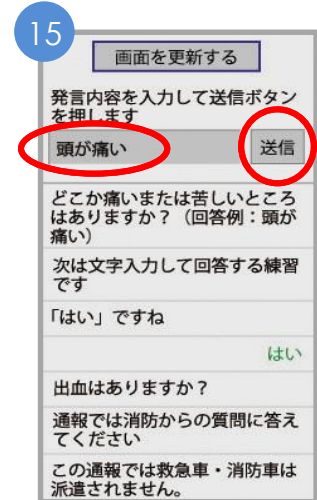 15
画面を更新する
発言内容を入力して送信ボタン
を押します
頭が痛い
送信
どこか痛いまたは苦しいところ
はありますか？（回答例：頭が
痛い）
次は文字入力して回答する練習
です
「はい」ですね
はい
出血はありますか？
通報では消防からの質問に答え
てください
この通報では救急車・消防車は
派遣されません。